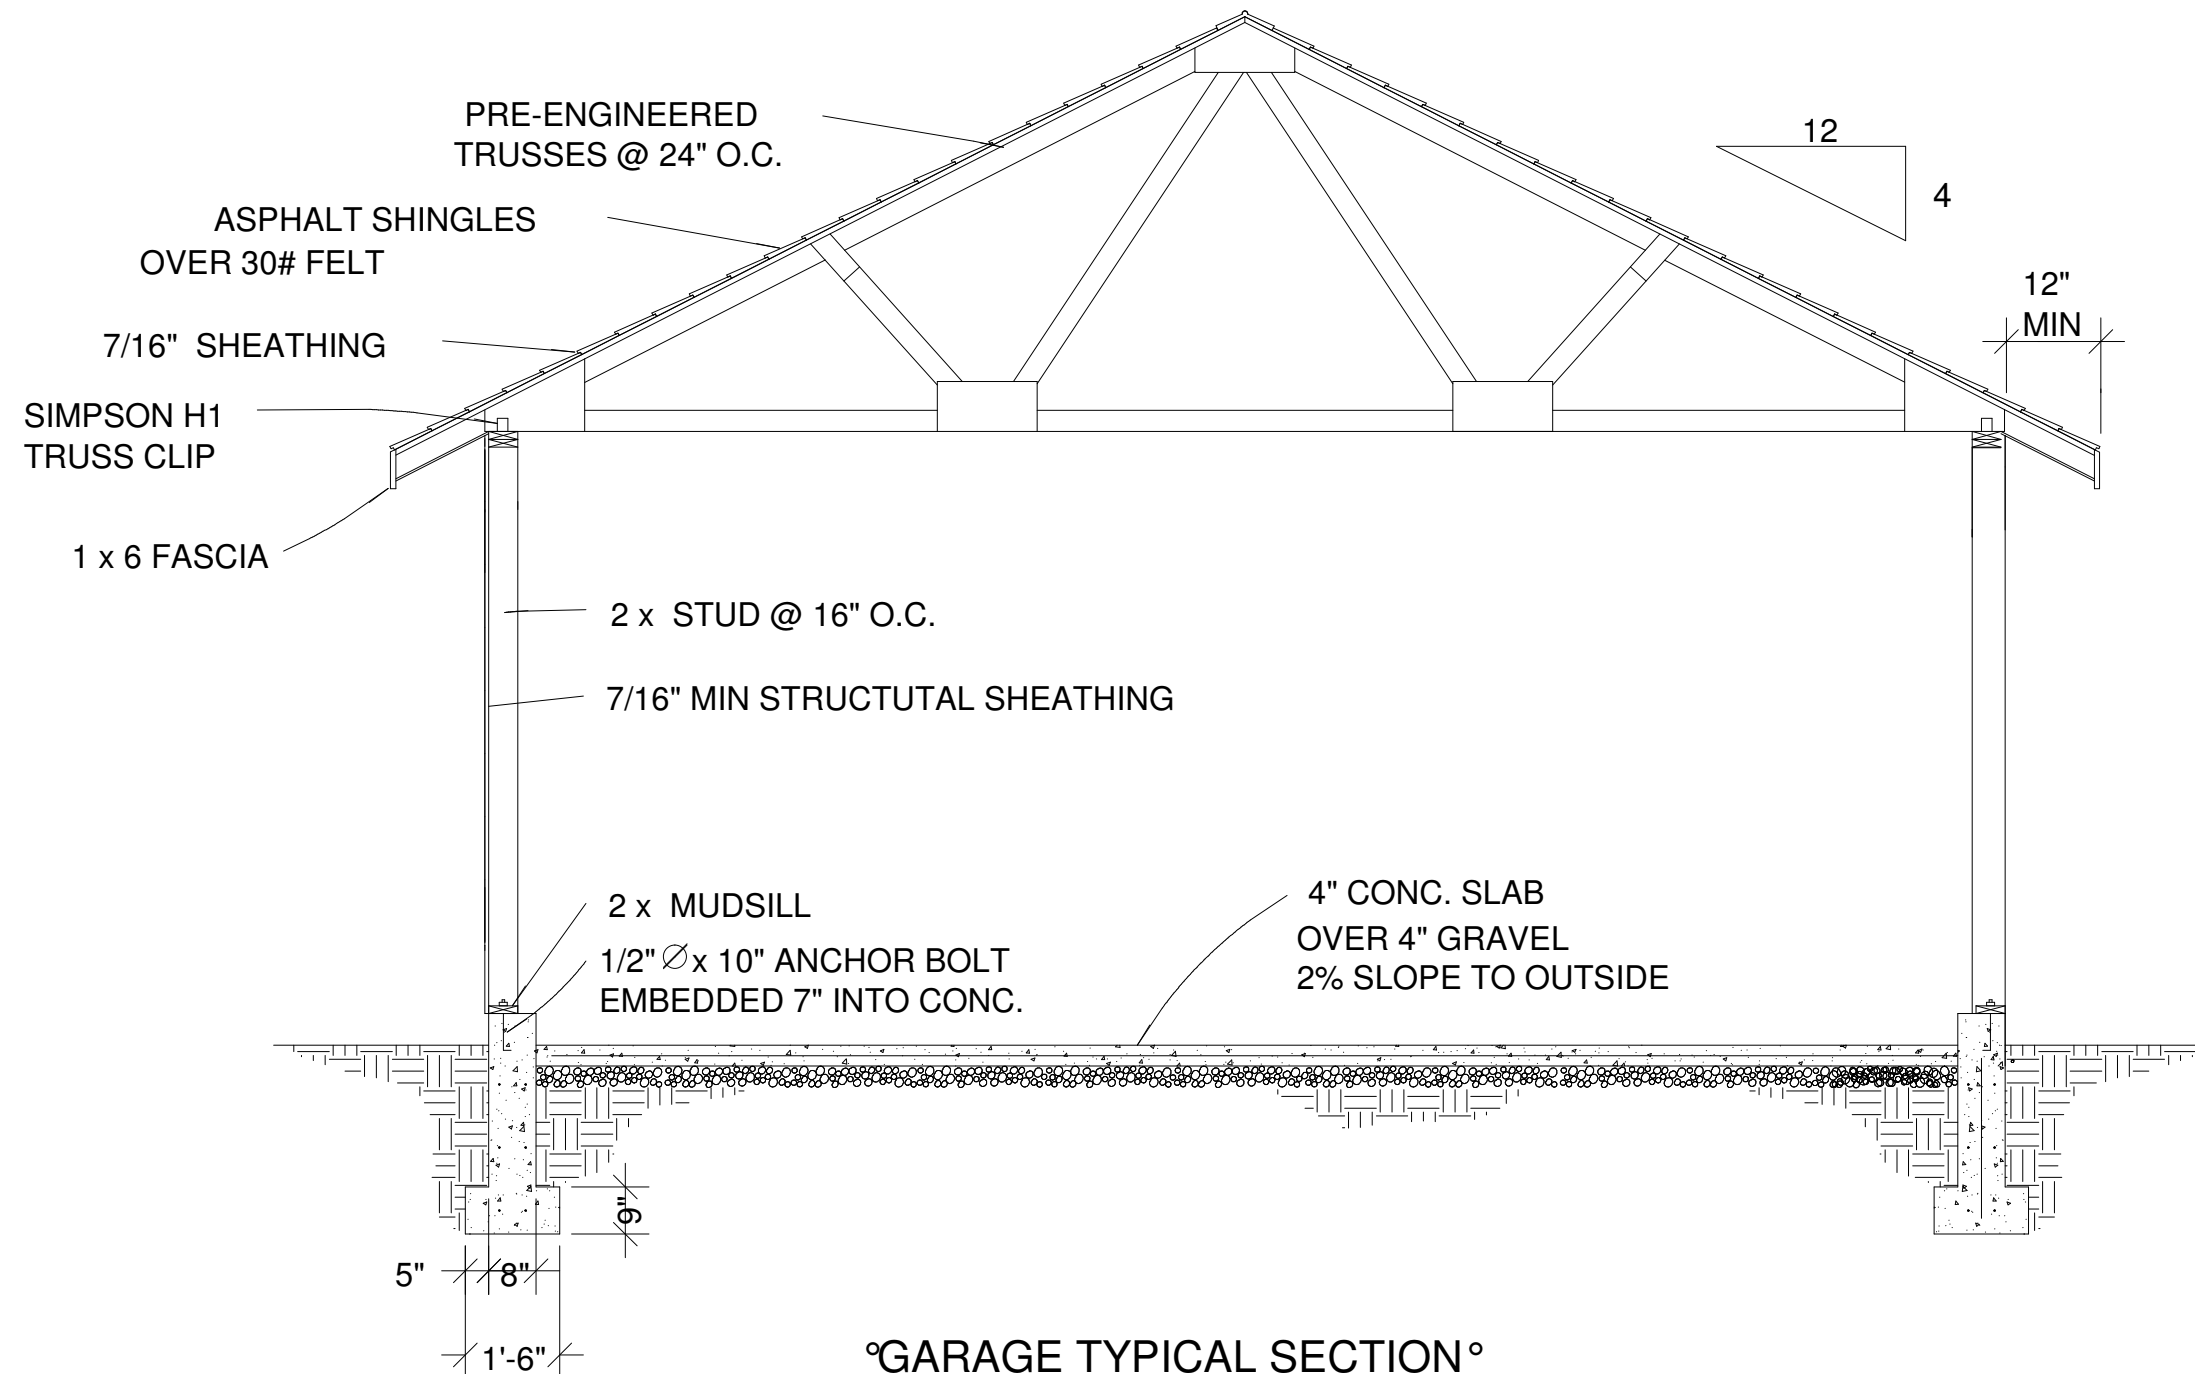 PRE-ENGINEERED
TRUSSES @ 24" O.C.
12
4
ASPHALT SHINGLES
OVER 30# FELT
12"
MIN
7/16" SHEATHING
SIMPSON H1
TRUSS CLIP
1 x 6 FASCIA
2 x STUD @ 16" O.C.
7/16" MIN STRUCTUTAL SHEATHING
2 x MUDSILL
1/2" Ø x 10" ANCHOR BOLT
EMBEDDED 7" INTO CONC.
4" CONC. SLAB
OVER 4" GRAVEL
2% SLOPE TO OUTSIDE
9"
5"
8"
1'-6"
°GARAGE TYPICAL SECTION°